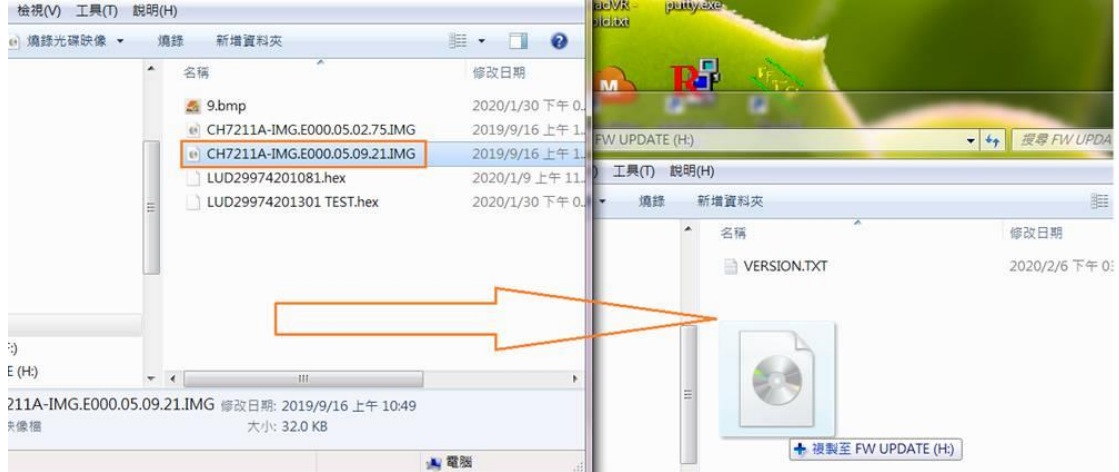 檢視(V) 工具(T) 說明(H)
燒錄光碟映像 燒錄 新增資料夾
名稱 修改日期
9.bmp 2020/1/30 下午 0
CH7211A-IMG.E000.05.02.75.IMG 2019/9/16 上午 1
CH7211A-IMG.E000.05.09.21.IMG 2019/9/16 上午 1
LUD29974201081.hex 2020/1/9 上午 11
LUD29974201301 TEST.hex 2020/1/30 下午 0
:)
E (H:)
211A-IMG.E000.05.09.21.IMG 修改日期: 2019/9/16 上午 10:49
映像檔 大小: 32.0 KB
電腦
adVR - putty.exe
old.txt
M
R
FW UPDATE (H:) 搜尋 FW UPDA
工具(T) 說明(H)
燒錄 新增資料夾
名稱 修改日期
VERSION.TXT 2020/2/6 下午 03
複製至 FW UPDATE (H:)